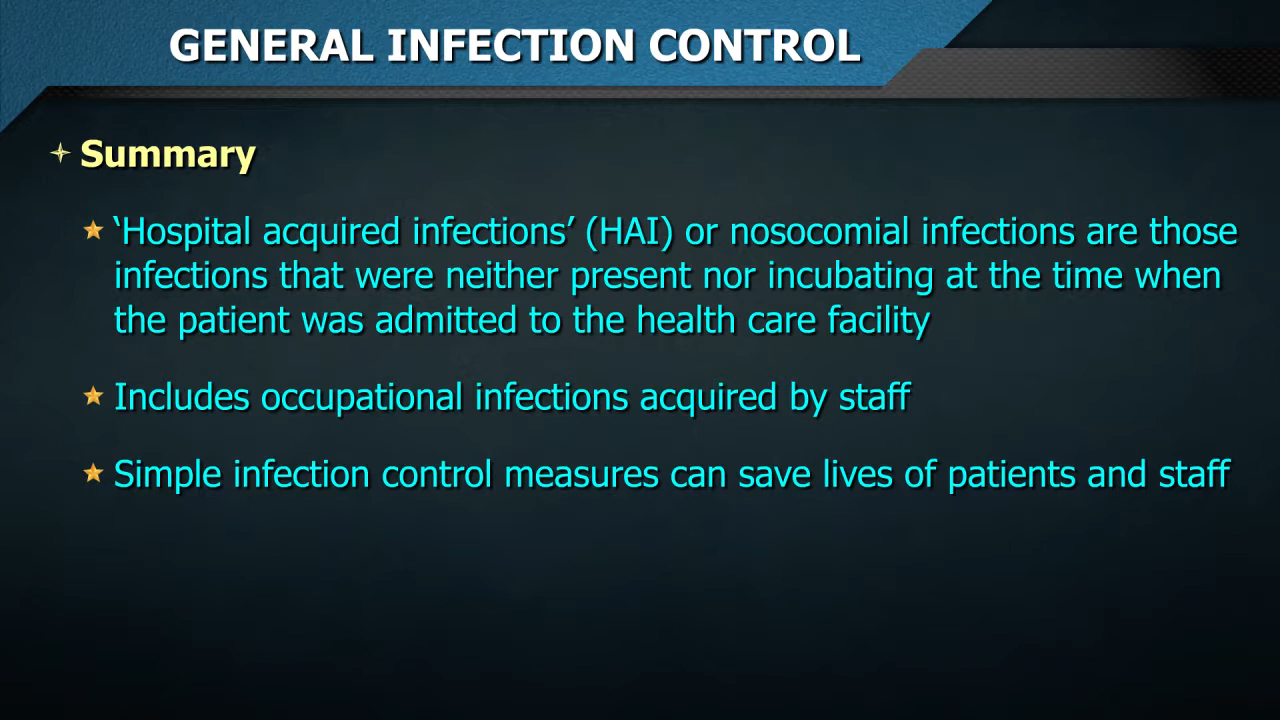 GENERAL INFECTION CONTROL
Summary
‘Hospital acquired infections’ (HAI) or nosocomial infections are those
infections that were neither present nor incubating at the time when
the patient was admitted to the health care facility
Includes occupational infections acquired by staff
Simple infection control measures can save lives of patients and staff